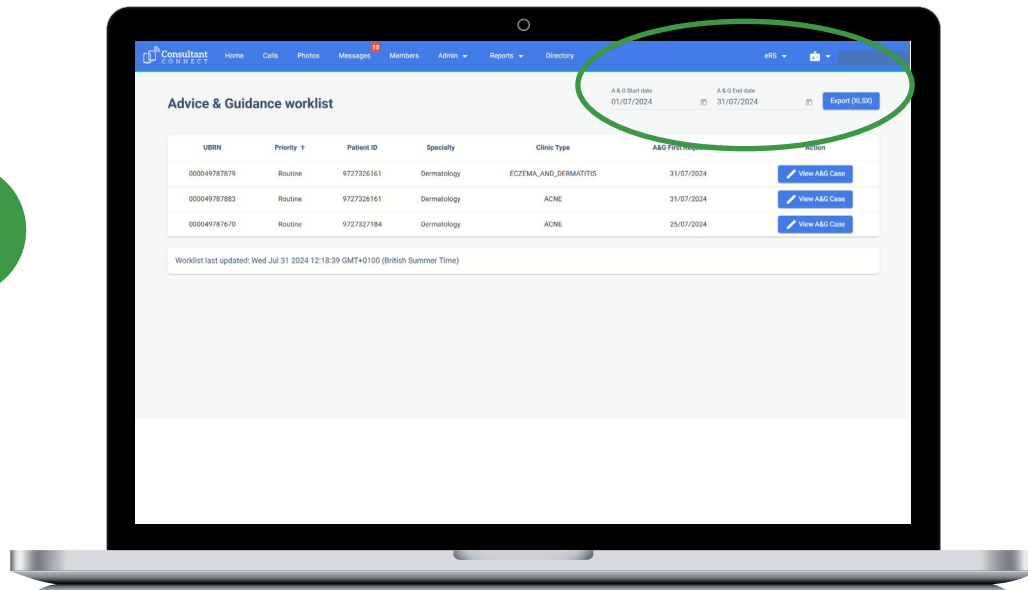 Consultant
CONNECT
Home Calls Photos Messages 10 Members Admin Reports Directory eRS
Advice & Guidance worklist
A & G Start date A & G End date
01/07/2024 31/07/2024 Export (XLSX)
UBRN Priority ↑ Patient ID Specialty Clinic Type A&G First Action
000049787879 Routine 9727326161 Dermatology ECZEMA_AND_DERMATITIS 31/07/2024 View A&G Case
000049787883 Routine 9727326161 Dermatology ACNE 31/07/2024 View A&G Case
000049787670 Routine 9727327184 Dermatology ACNE 25/07/2024 View A&G Case
Worklist last updated: Wed Jul 31 2024 12:18:39 GMT+0100 (British Summer Time)